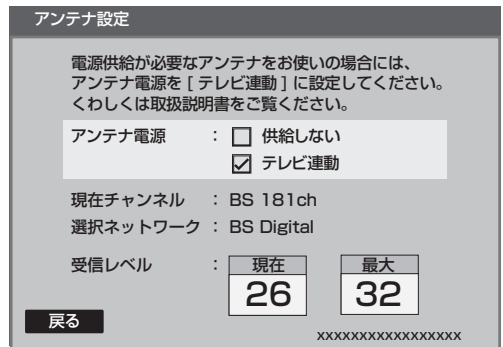 アンテナ設定
電源供給が必要なアンテナをお使いの場合には、
アンテナ電源を [ テレビ連動 ] に設定してください。
くわしくは取扱説明書をご覧ください。
アンテナ電源 : 供給しない
テレビ連動
現在チャンネル : BS 181ch
選択ネットワーク : BS Digital
受信レベル : 現在 最大
26 32
戻る
xxxxxxxxxxxxxxxxx